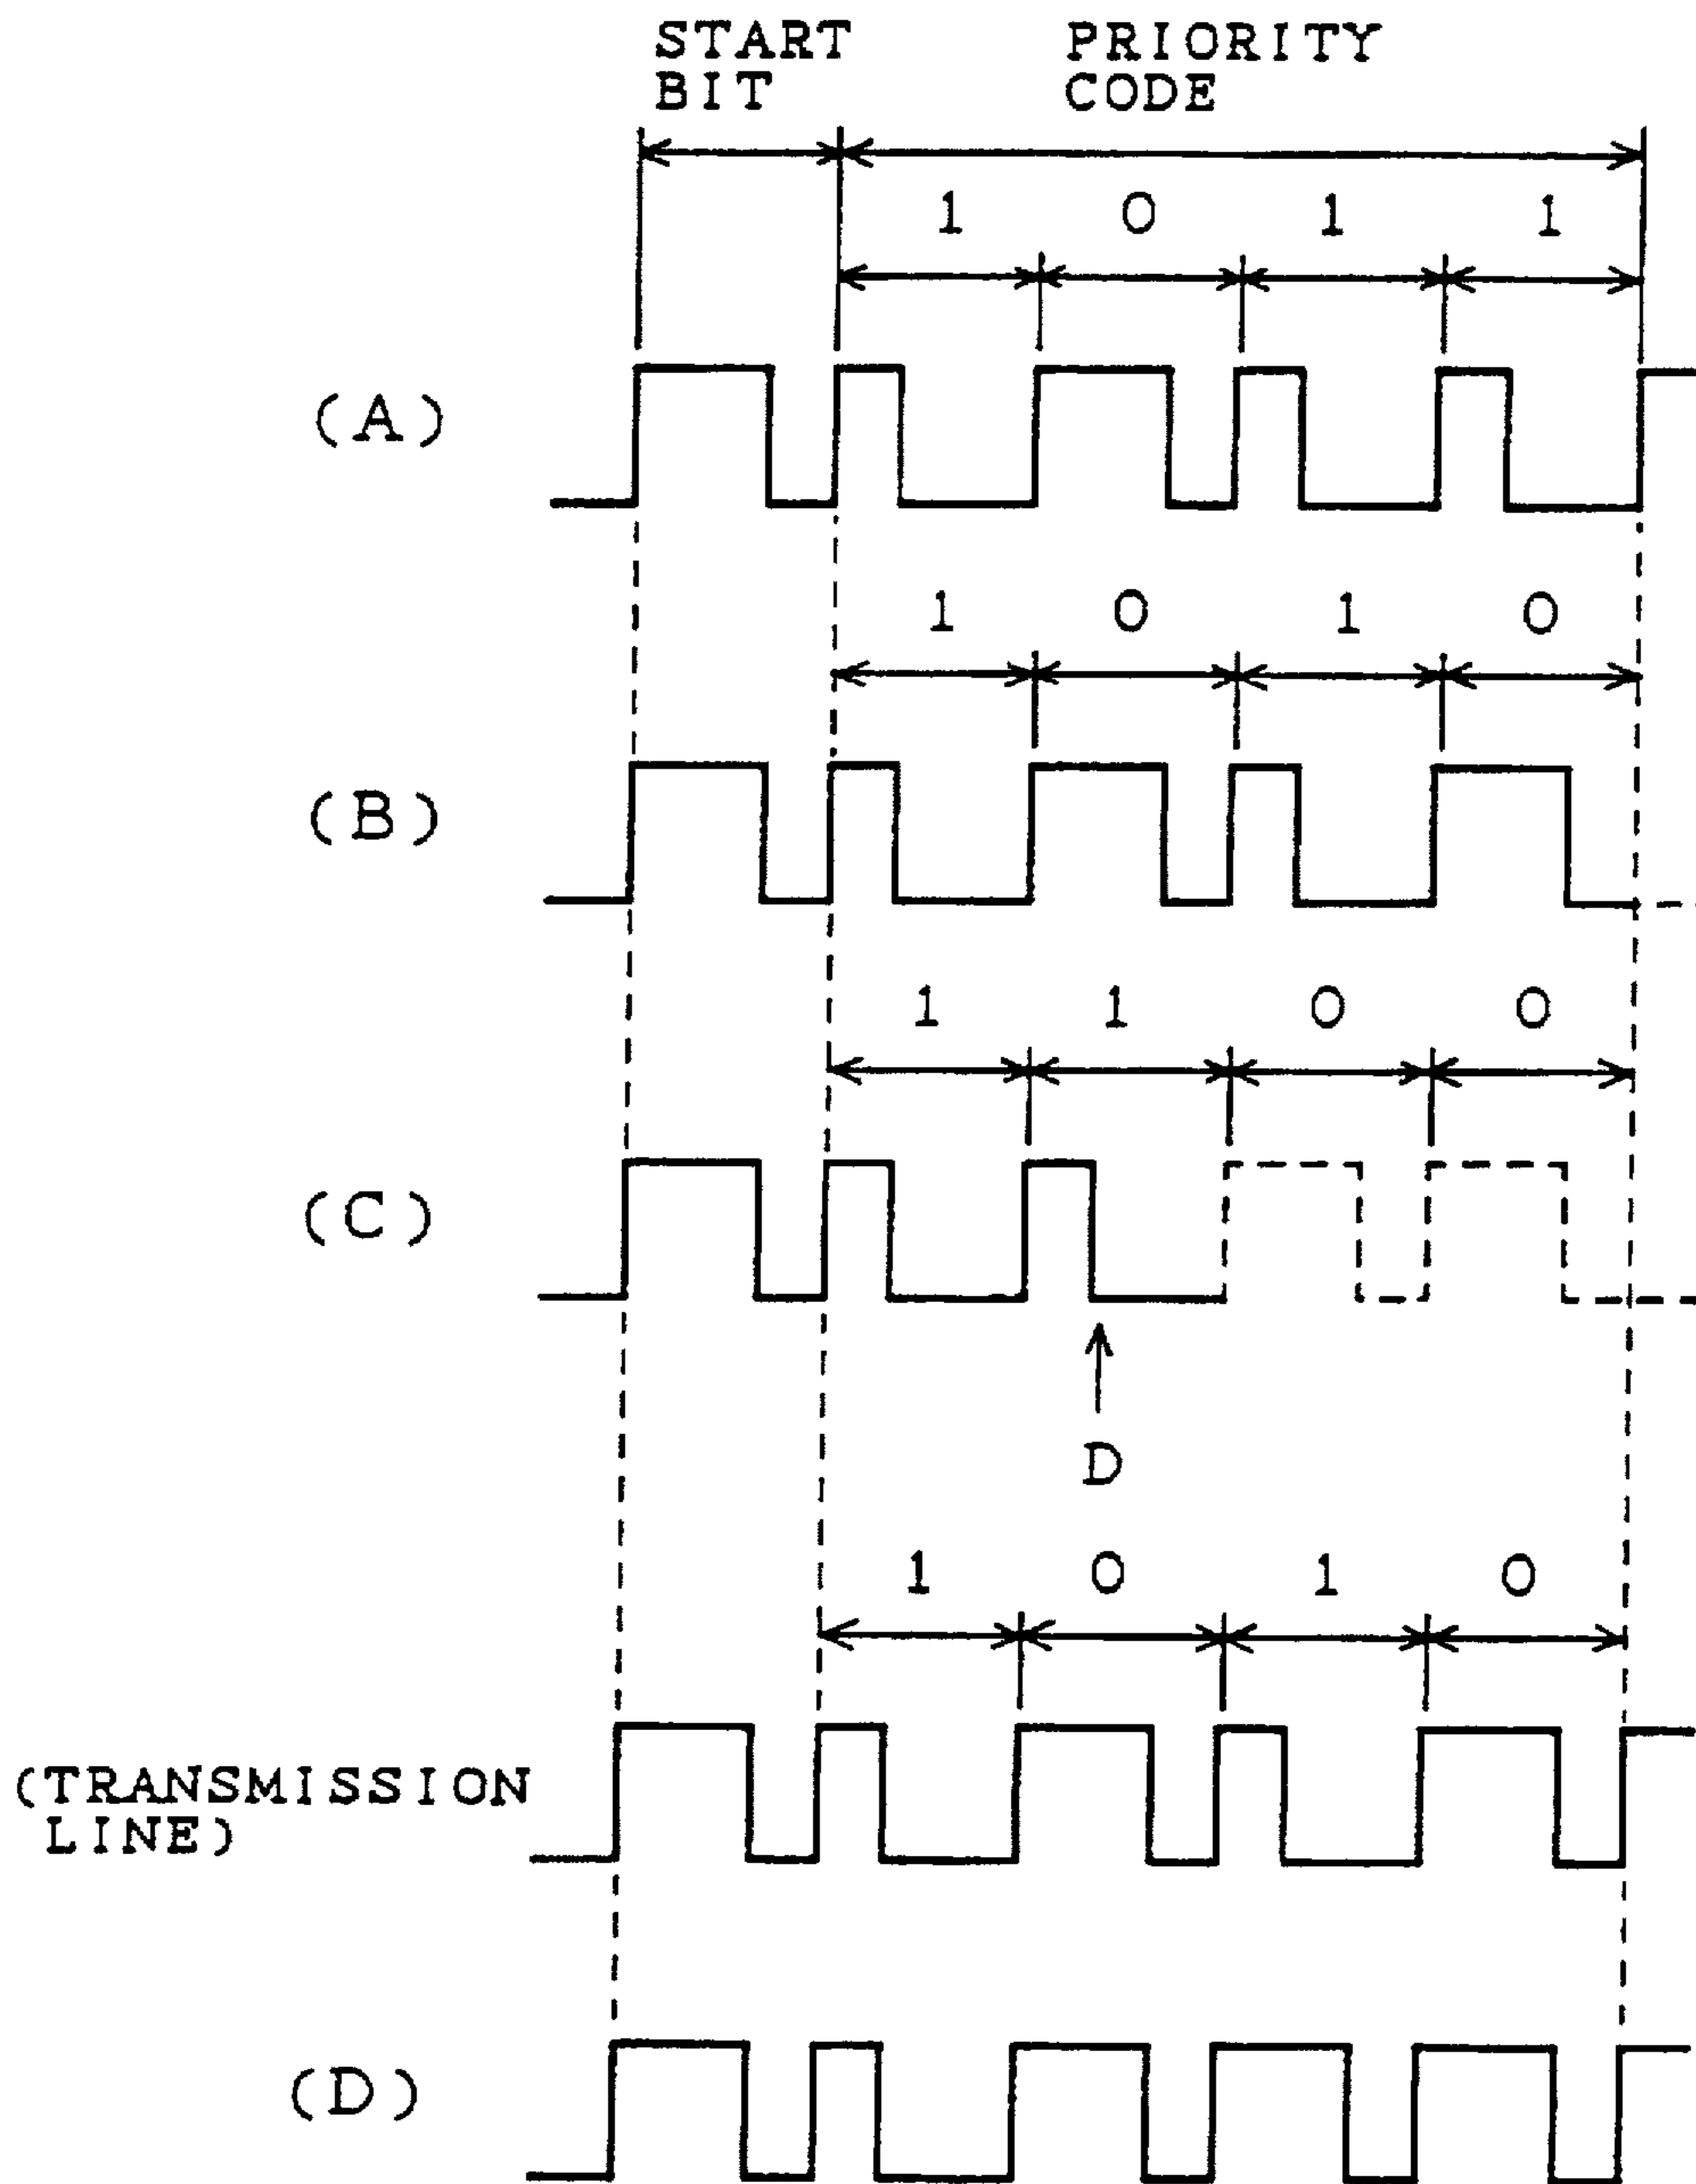 START PRIORITY
BIT CODE
1 0 1 1
(A)
1 0 1 0
(B)
1 1 0 0
(C)
D
1 0 1 0
(TRANSMISSION
LINE)
(D)